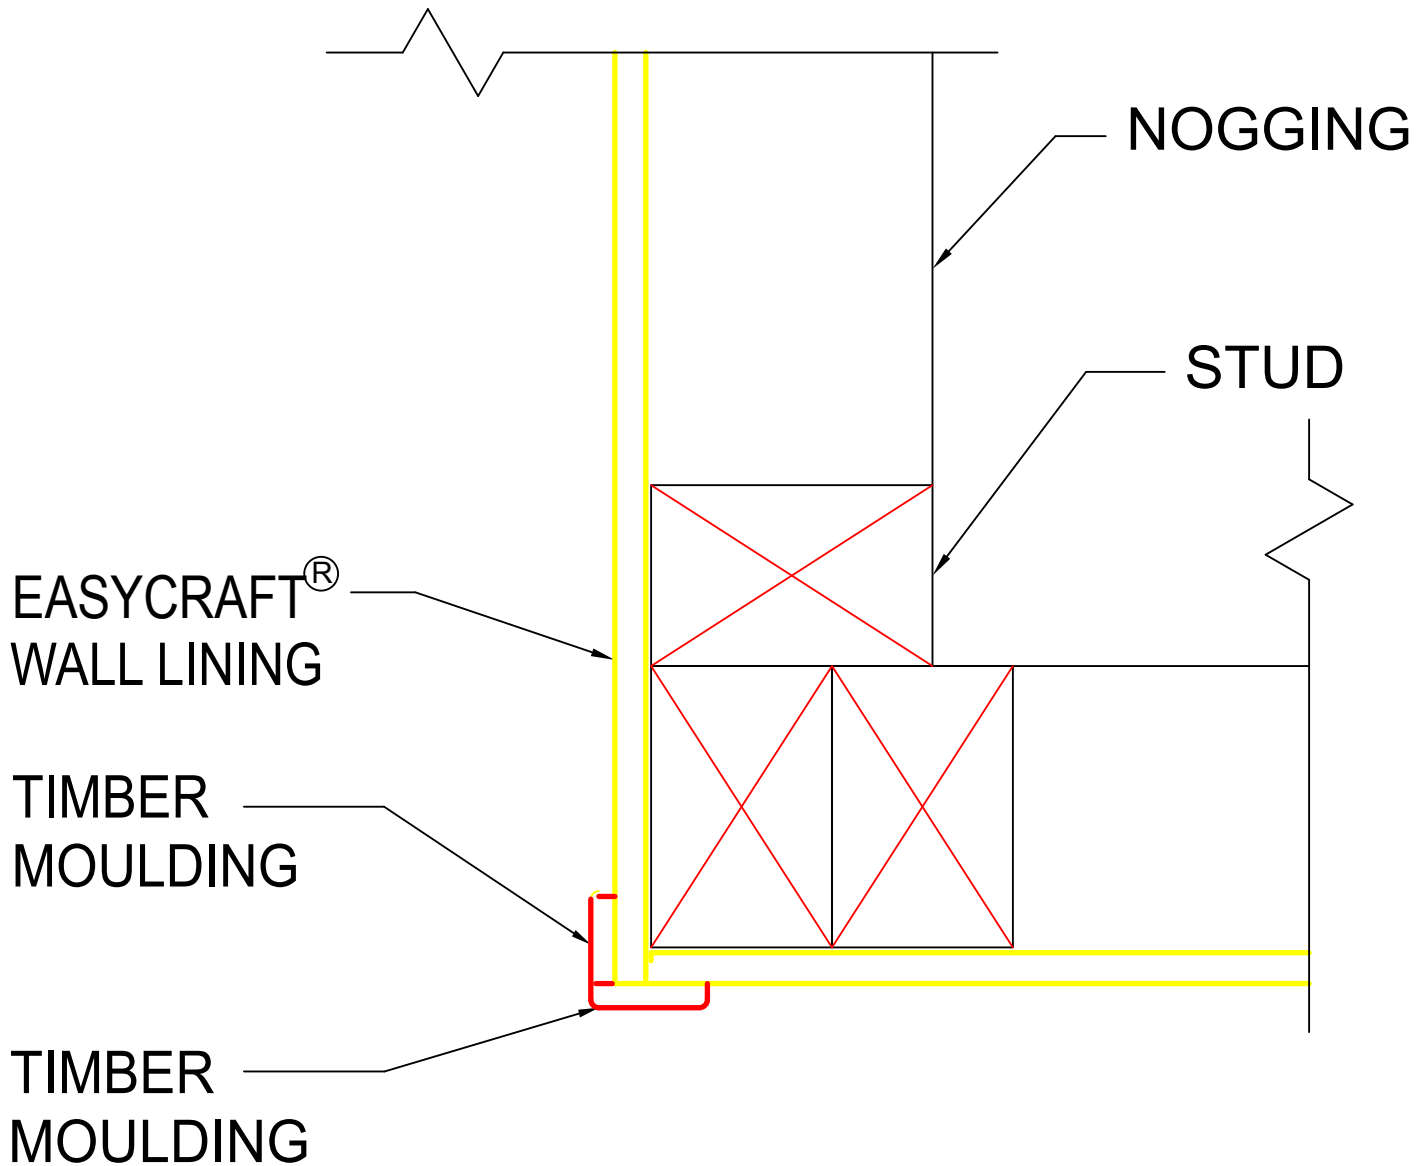 NOGGING
STUD
EASYCRAFT®
WALL LINING
TIMBER
MOULDING
TIMBER
MOULDING